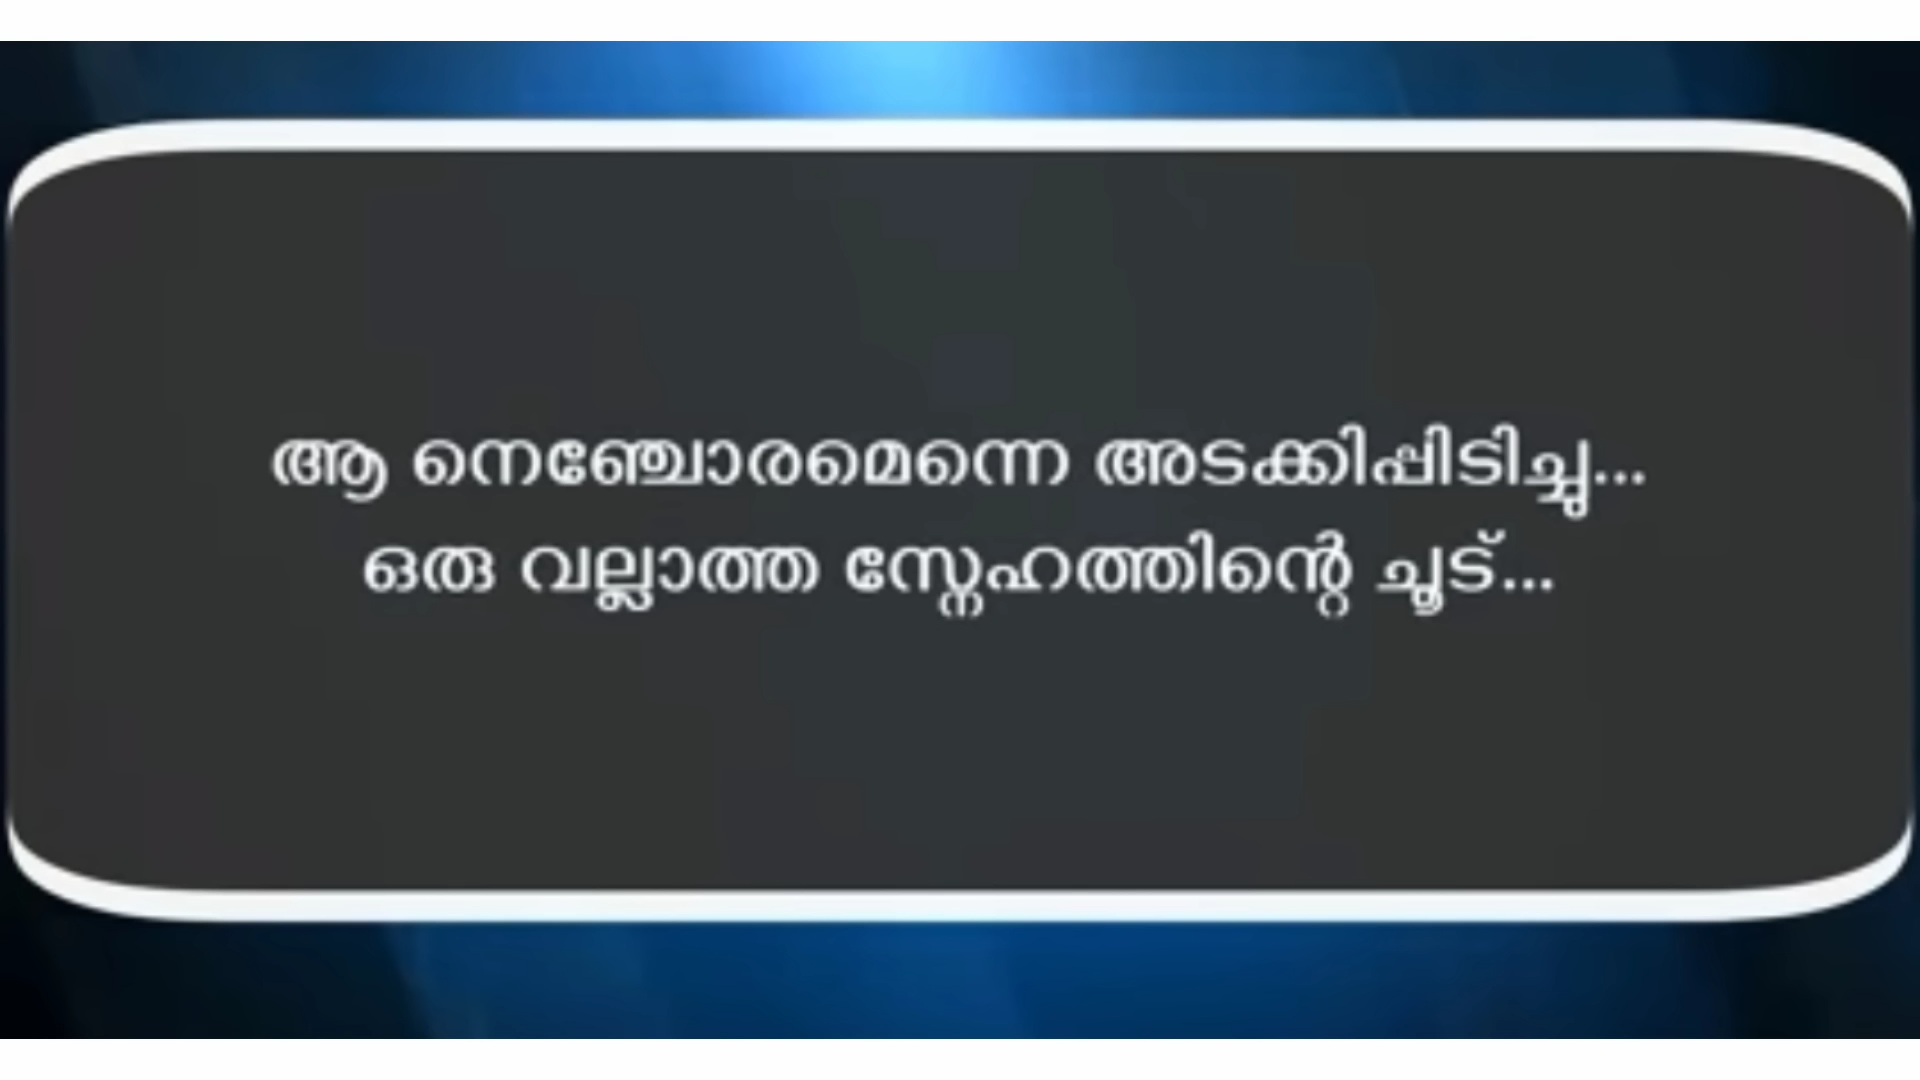 ആ നെഞ്ചോരമെന്നെ അടക്കിപ്പിടിച്ചു...
ഒരു വല്ലാത്ത സ്നേഹത്തിന്റെ ചൂട്...